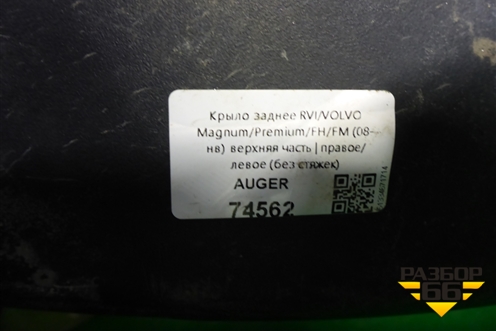 Крыло заднее RVI/VOLVO
Magnum/Premium/FH/FM (08-
нв) верхняя часть | правое/
левое (без стяжек)
AUGER
74562
РАЗБОР
66